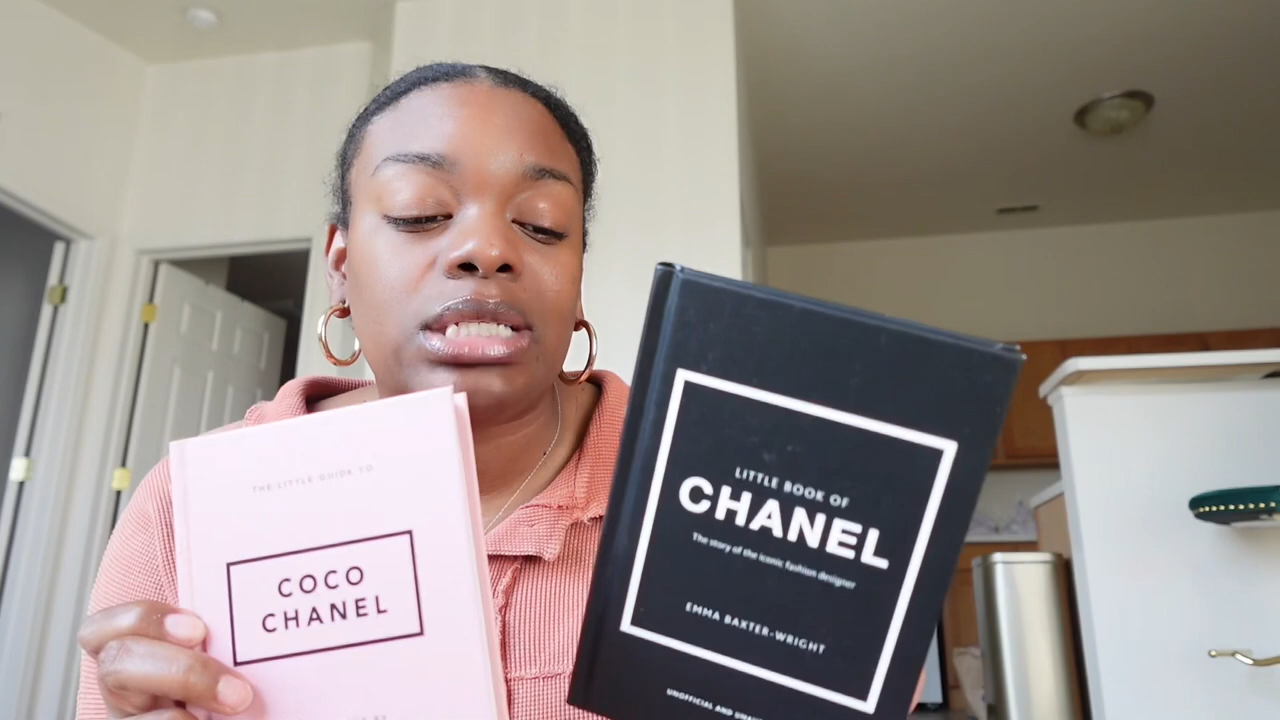 THE LITTLE GUIDE TO
COCO
CHANEL
LITTLE BOOK OF
CHANEL
The story of the iconic fashion designer
EMMA BAXTER-WRIGHT
UNOFFICIAL AND